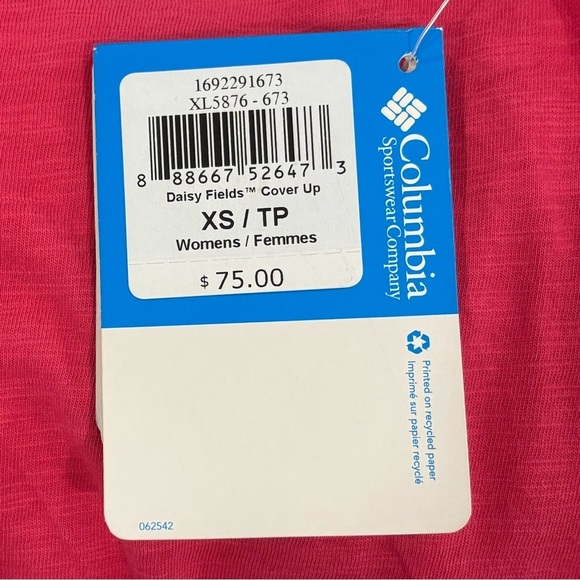 1692291673
XL5876 - 673
8 88667 52647 3
Daisy Fields™ Cover Up
XS / TP
Womens / Femmes
$ 75.00
Columbia
Sportswear Company
Printed on recycled paper
Imprimé sur papier recyclé
062542